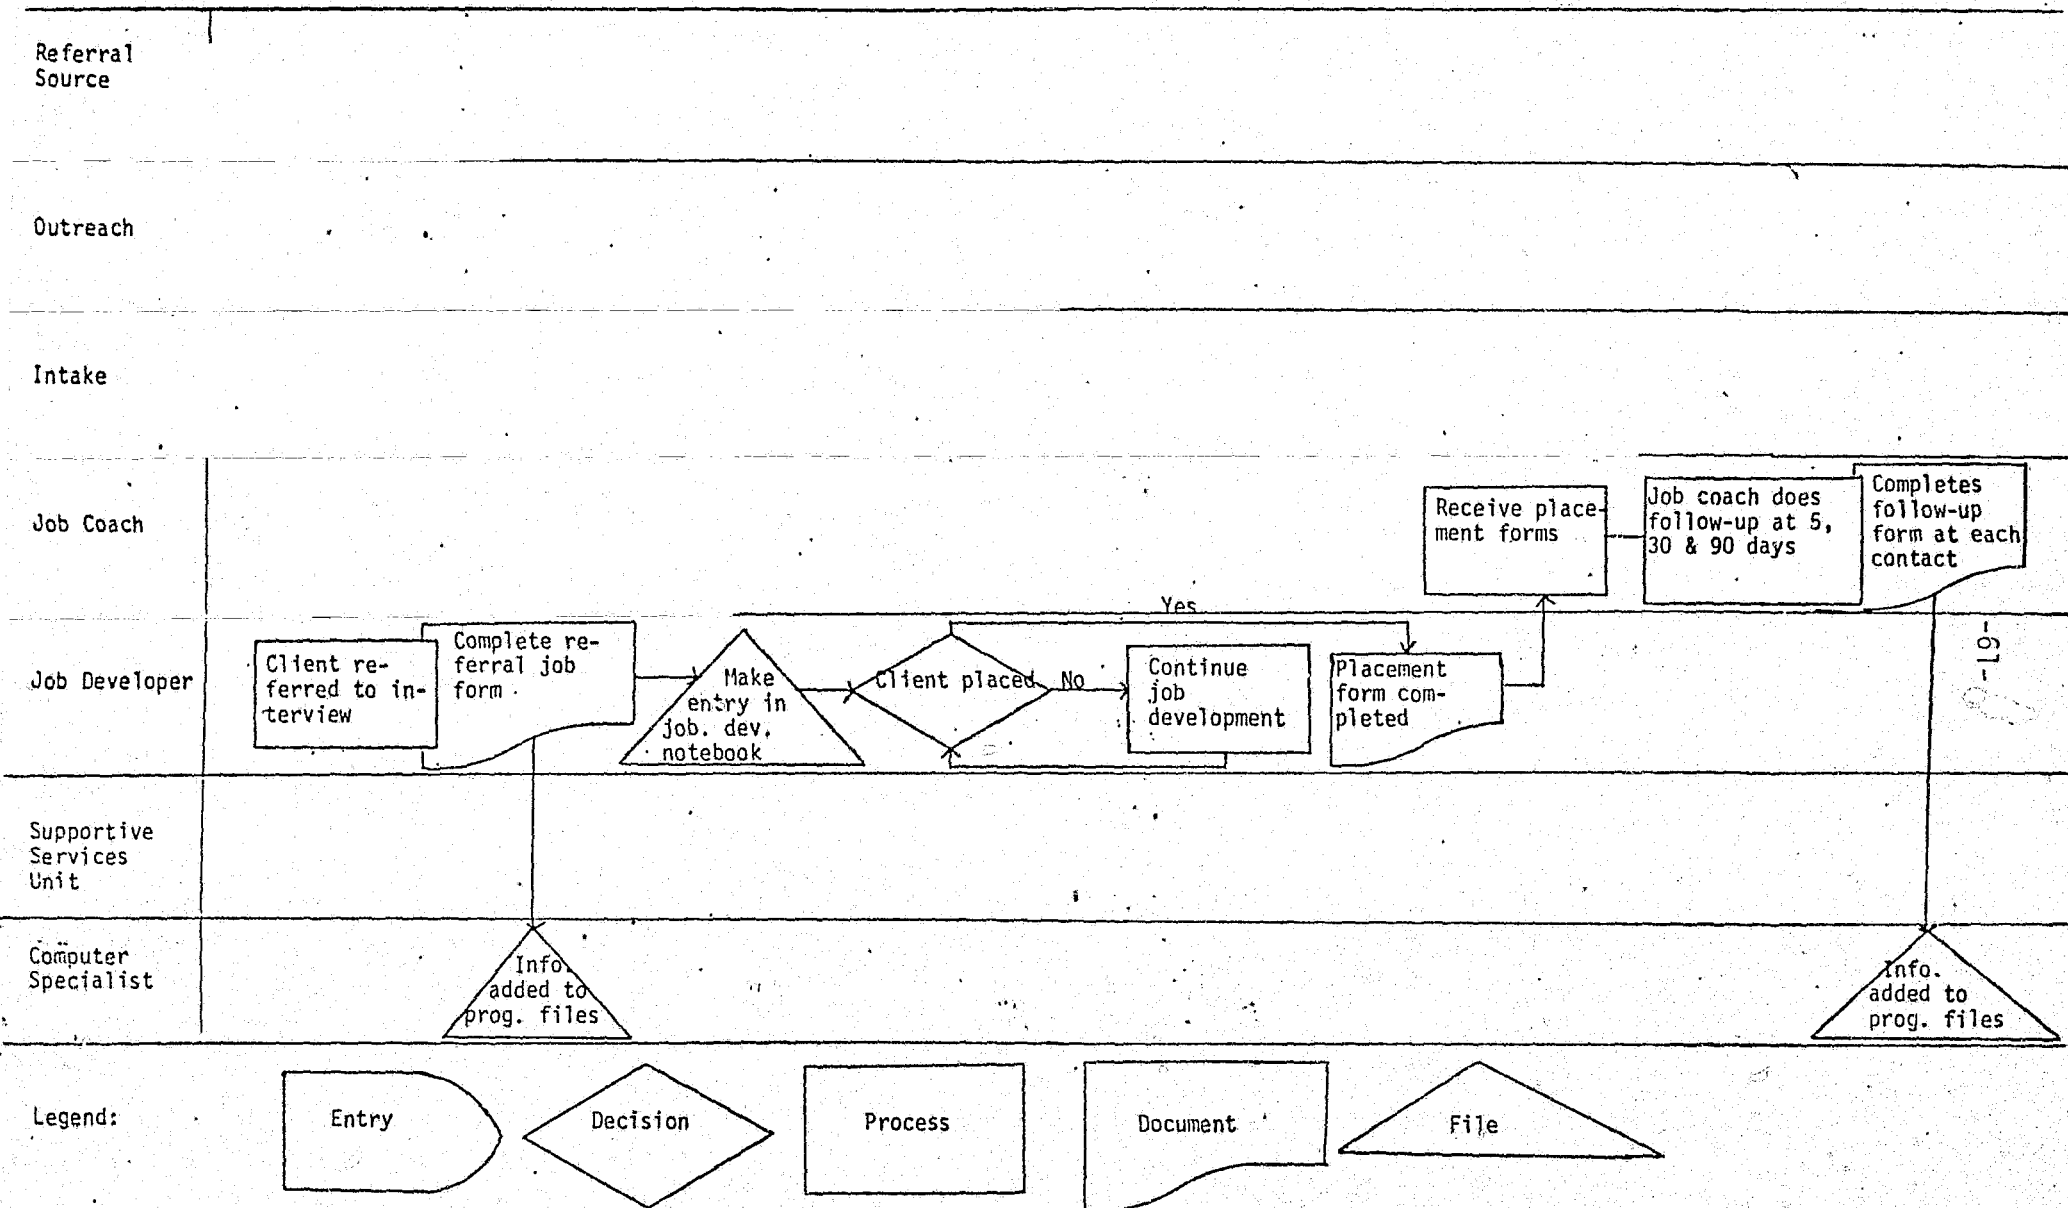 Referral
Source
Outreach
Intake
Job Coach
Receive place-
ment forms
Job coach does
follow-up at 5,
30 & 90 days
Completes
follow-up
form at each
contact
Yes
Job Developer
Client re-
ferred to in-
terview
Complete re-
ferral job
form
Make
entry in
job. dev.
notebook
Client placed
No
Continue
job
development
Placement
form com-
pleted
-61-
Supportive
Services
Unit
Computer
Specialist
Info.
added to
prog. files
Info.
added to
prog. files
Legend:
Entry
Decision
Process
Document
File